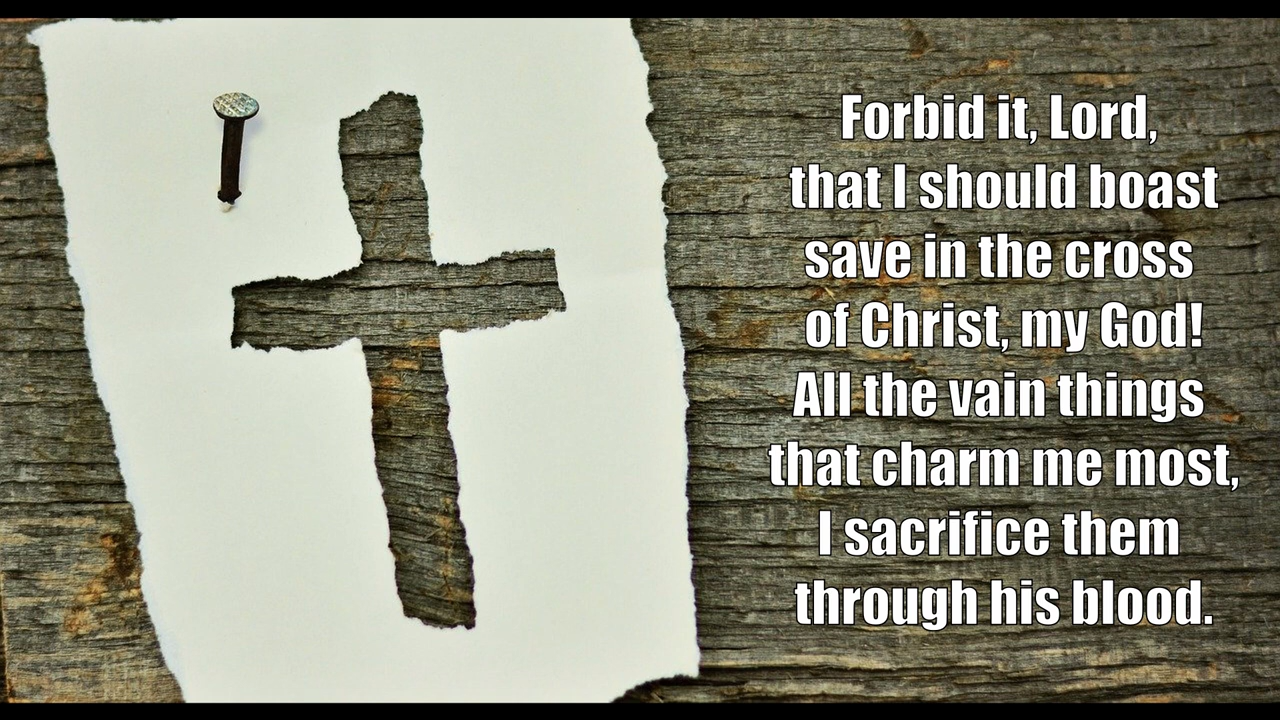 Forbid it, Lord,
that I should boast
save in the cross
of Christ, my God!
All the vain things
that charm me most,
I sacrifice them
through his blood.